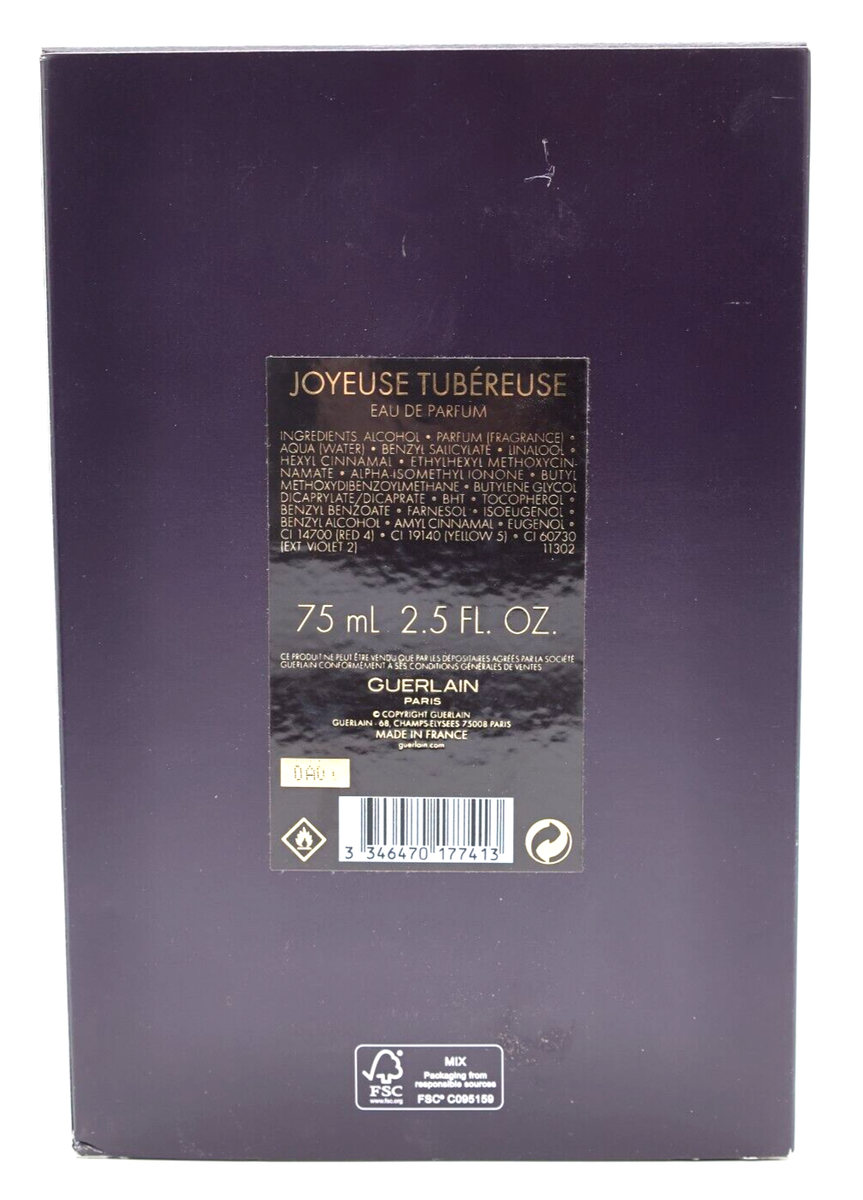 JOYEUSE TUBÉREUSE
EAU DE PARFUM
INGREDIENTS ALCOHOL • PARFUM (FRAGRANCE) •
AQUA (WATER) • BENZYL SALICYLATE • LINALOOL •
HEXYL CINNAMAL • ETHYLHEXYL METHOXYCIN-
NAMATE • ALPHA-ISOMETHYL IONONE • BUTYL
METHOXYDIBENZOYLMETHANE • BUTYLENE GLYCOL
DICAPRYLATE/DICAPRATE • BHT • TOCOPHEROL •
BENZYL BENZOATE • FARNESOL • ISOEUGENOL •
BENZYL ALCOHOL • AMYL CINNAMAL • EUGENOL •
CI 14700 (RED 4) • CI 19140 (YELLOW 5) • CI 60730
(EXT VIOLET 2) 11302
75 mL 2.5 FL. OZ.
CE PRODUIT NE PEUT ÊTRE VENDU QUE PAR LES DÉPOSITAIRES AGRÉÉS PAR LA SOCIÉTÉ
GUERLAIN CONFORMÉMENT À SES CONDITIONS GÉNÉRALES DE VENTES
GUERLAIN
PARIS
© COPYRIGHT GUERLAIN
GUERLAIN - 68, CHAMPS-ELYSEES 75008 PARIS
MADE IN FRANCE
guerlain.com
3 346470 177413
FSC
www.fsc.org
MIX
Packaging from
responsible sources
FSC® C095159